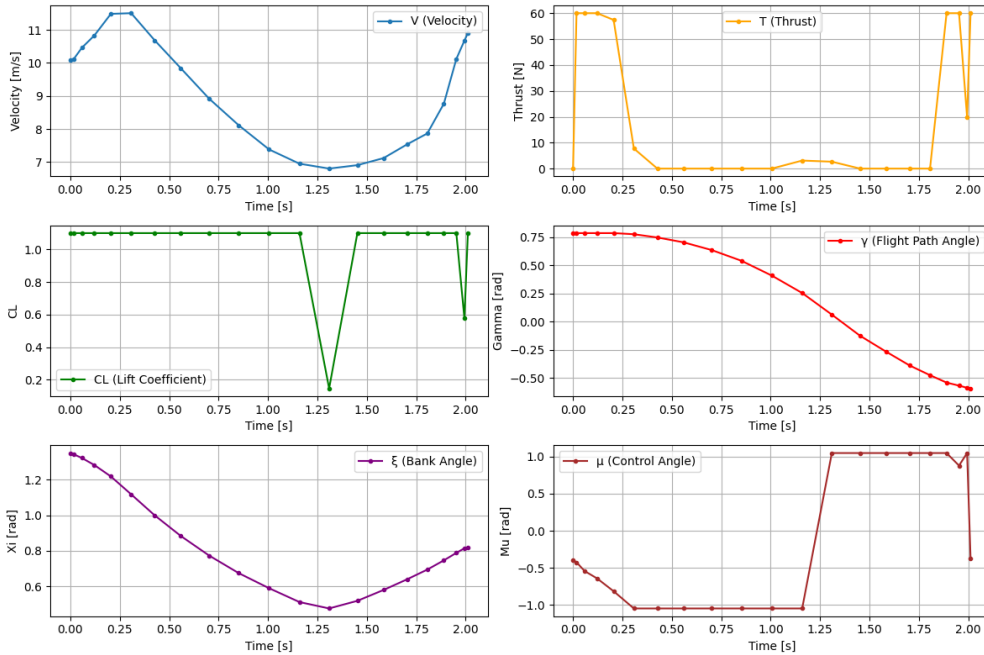 V (Velocity)
Velocity [m/s]
11
10
9
8
7
0.00 0.25 0.50 0.75 1.00 1.25 1.50 1.75 2.00
Time [s]
T (Thrust)
Thrust [N]
60
50
40
30
20
10
0
0.00 0.25 0.50 0.75 1.00 1.25 1.50 1.75 2.00
Time [s]
CL
1.0
0.8
0.6
0.4
0.2
CL (Lift Coefficient)
0.00 0.25 0.50 0.75 1.00 1.25 1.50 1.75 2.00
Time [s]
γ (Flight Path Angle)
Gamma [rad]
0.75
0.50
0.25
0.00
−0.25
−0.50
0.00 0.25 0.50 0.75 1.00 1.25 1.50 1.75 2.00
Time [s]
ξ (Bank Angle)
Xi [rad]
1.2
1.0
0.8
0.6
0.00 0.25 0.50 0.75 1.00 1.25 1.50 1.75 2.00
Time [s]
μ (Control Angle)
Mu [rad]
1.0
0.5
0.0
−0.5
−1.0
0.00 0.25 0.50 0.75 1.00 1.25 1.50 1.75 2.00
Time [s]